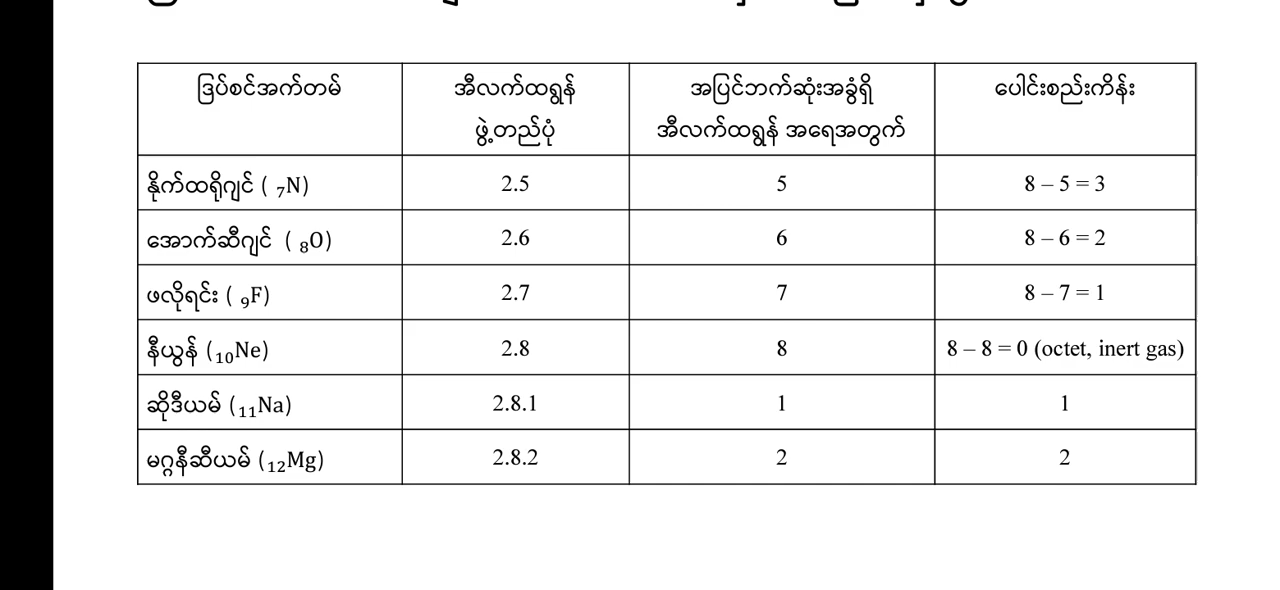 ဒြပ်စင်အက်တမ်
အီလက်ထရွန်
ဖွဲ့တည်ပုံ
အပြင်ဘက်ဆုံးအခွံရှိ
အီလက်ထရွန် အရေအတွက်
ပေါင်းစည်းကိန်း
နိုက်ထရိုဂျင် ( ₇N)
2.5
5
8 – 5 = 3
အောက်ဆီဂျင် ( ₈O)
2.6
6
8 – 6 = 2
ဖလိုရင်း ( ₉F)
2.7
7
8 – 7 = 1
နီယွန် (₁₀Ne)
2.8
8
8 – 8 = 0 (octet, inert gas)
ဆိုဒီယမ် (₁₁Na)
2.8.1
1
1
မဂ္ဂနီဆီယမ် (₁₂Mg)
2.8.2
2
2